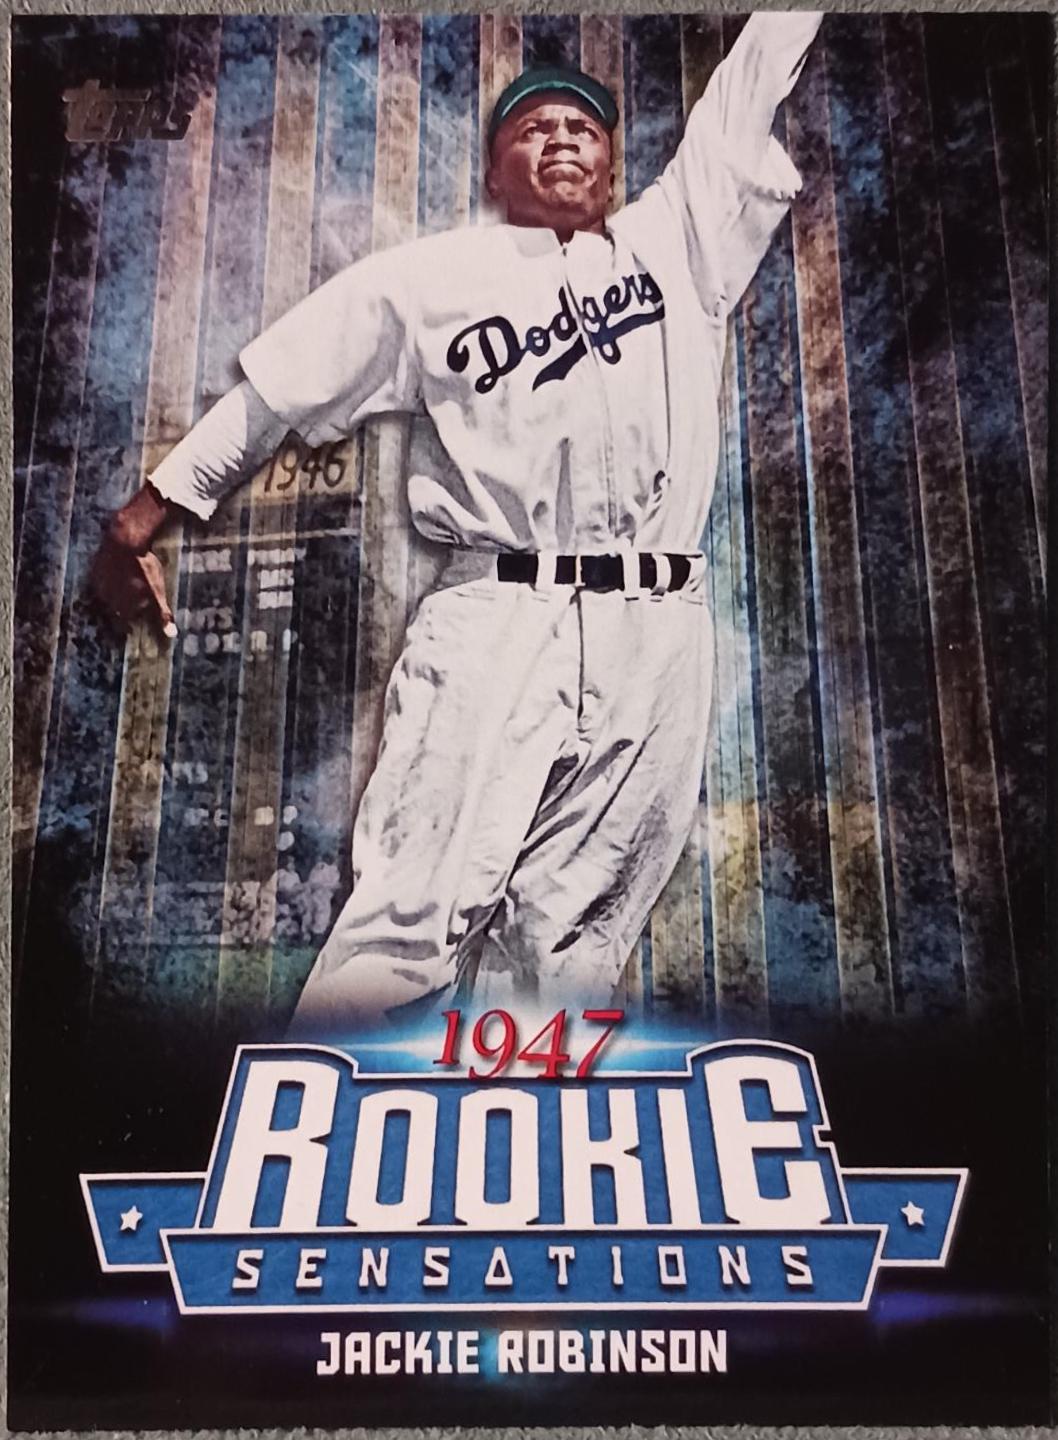 Topps
Dodgers
1946
1947
ROOKIE
SENSATIONS
JACKIE ROBINSON